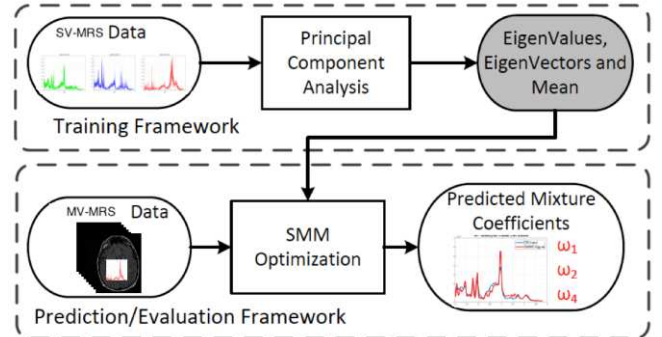 SV-MRS Data
Principal
Component
Analysis
EigenValues,
EigenVectors and
Mean
Training Framework
MV-MRS Data
SMM
Optimization
Predicted Mixture
Coefficients
ω1
ω2
ω4
Prediction/Evaluation Framework